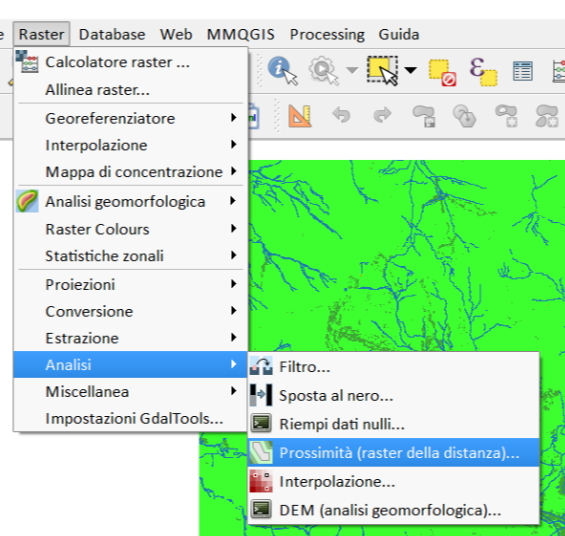 e Raster Database Web MMQGIS Processing Guida
Calcolatore raster ...
Allinea raster...
Georeferenziatore
Interpolazione
Mappa di concentrazione
Analisi geomorfologica
Raster Colours
Statistiche zonali
Proiezioni
Conversione
Estrazione
Analisi
Miscellanea
Impostazioni GdalTools...
Filtro...
Sposta al nero...
Riempi dati nulli...
Prossimità (raster della distanza)...
Interpolazione...
DEM (analisi geomorfologica)...